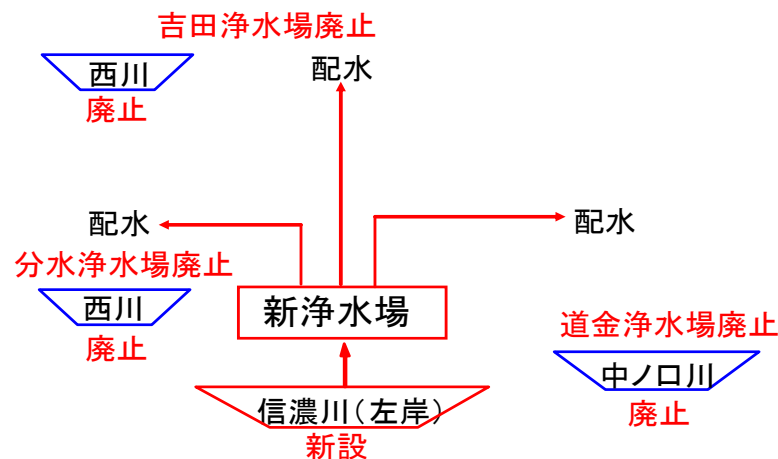 吉田浄水場廃止
西川
廃止
配水
配水
配水
分水浄水場廃止
西川
廃止
新浄水場
道金浄水場廃止
中ノ口川
廃止
信濃川(左岸)
新設